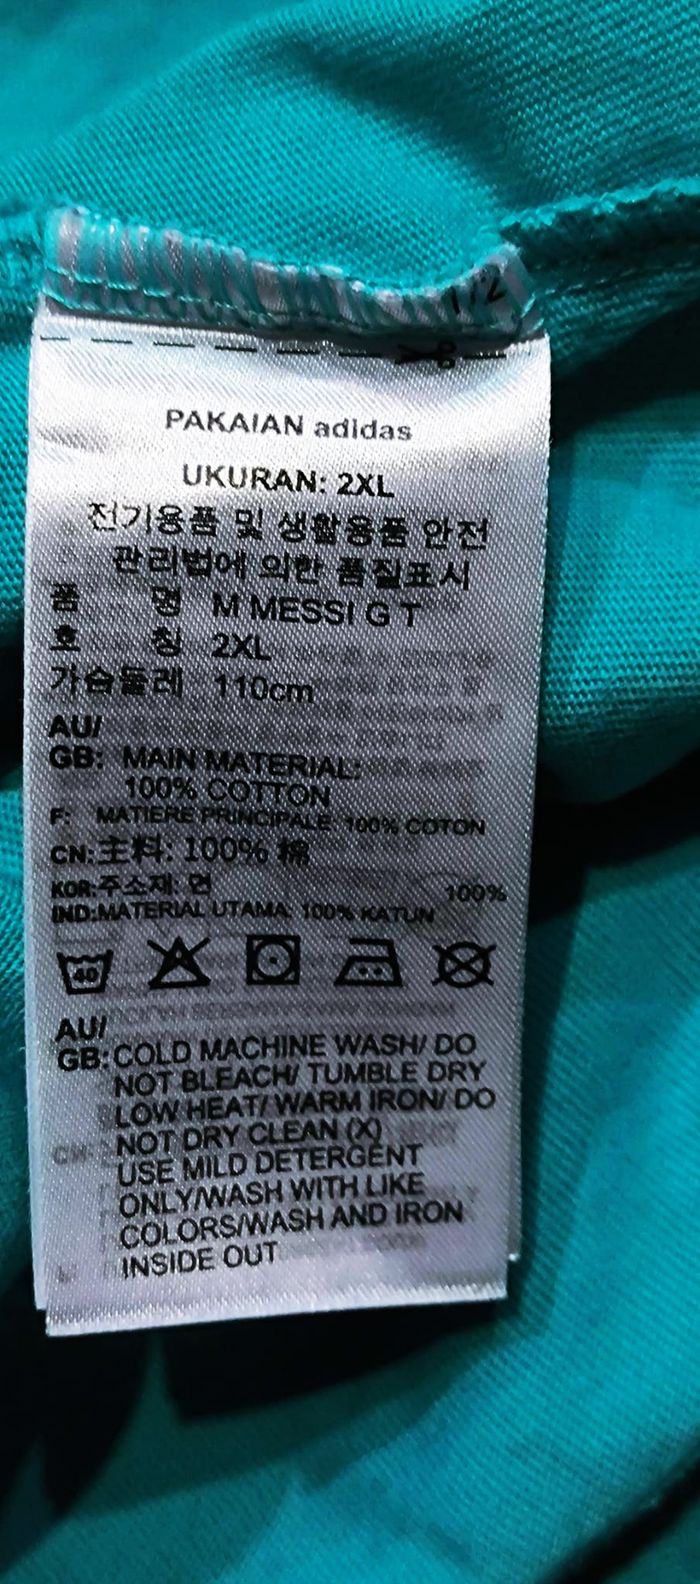 1/2
PAKAIAN adidas
UKURAN: 2XL
전기용품 및 생활용품 안전
관리법에 의한 품질표시
품 명 M MESSI G T
호 칭 2XL
가슴둘레 110cm
AU/
GB: MAIN MATERIAL:
100% COTTON
F: MATIERE PRINCIPALE: 100% COTON
CN:主料: 100% 棉
KOR:주소재: 면 100%
IND:MATERIAL UTAMA: 100% KATUN
40
AU/
GB:COLD MACHINE WASH/ DO
NOT BLEACH/ TUMBLE DRY
LOW HEAT/ WARM IRON/ DO
NOT DRY CLEAN (X)
USE MILD DETERGENT
ONLY/WASH WITH LIKE
COLORS/WASH AND IRON
INSIDE OUT